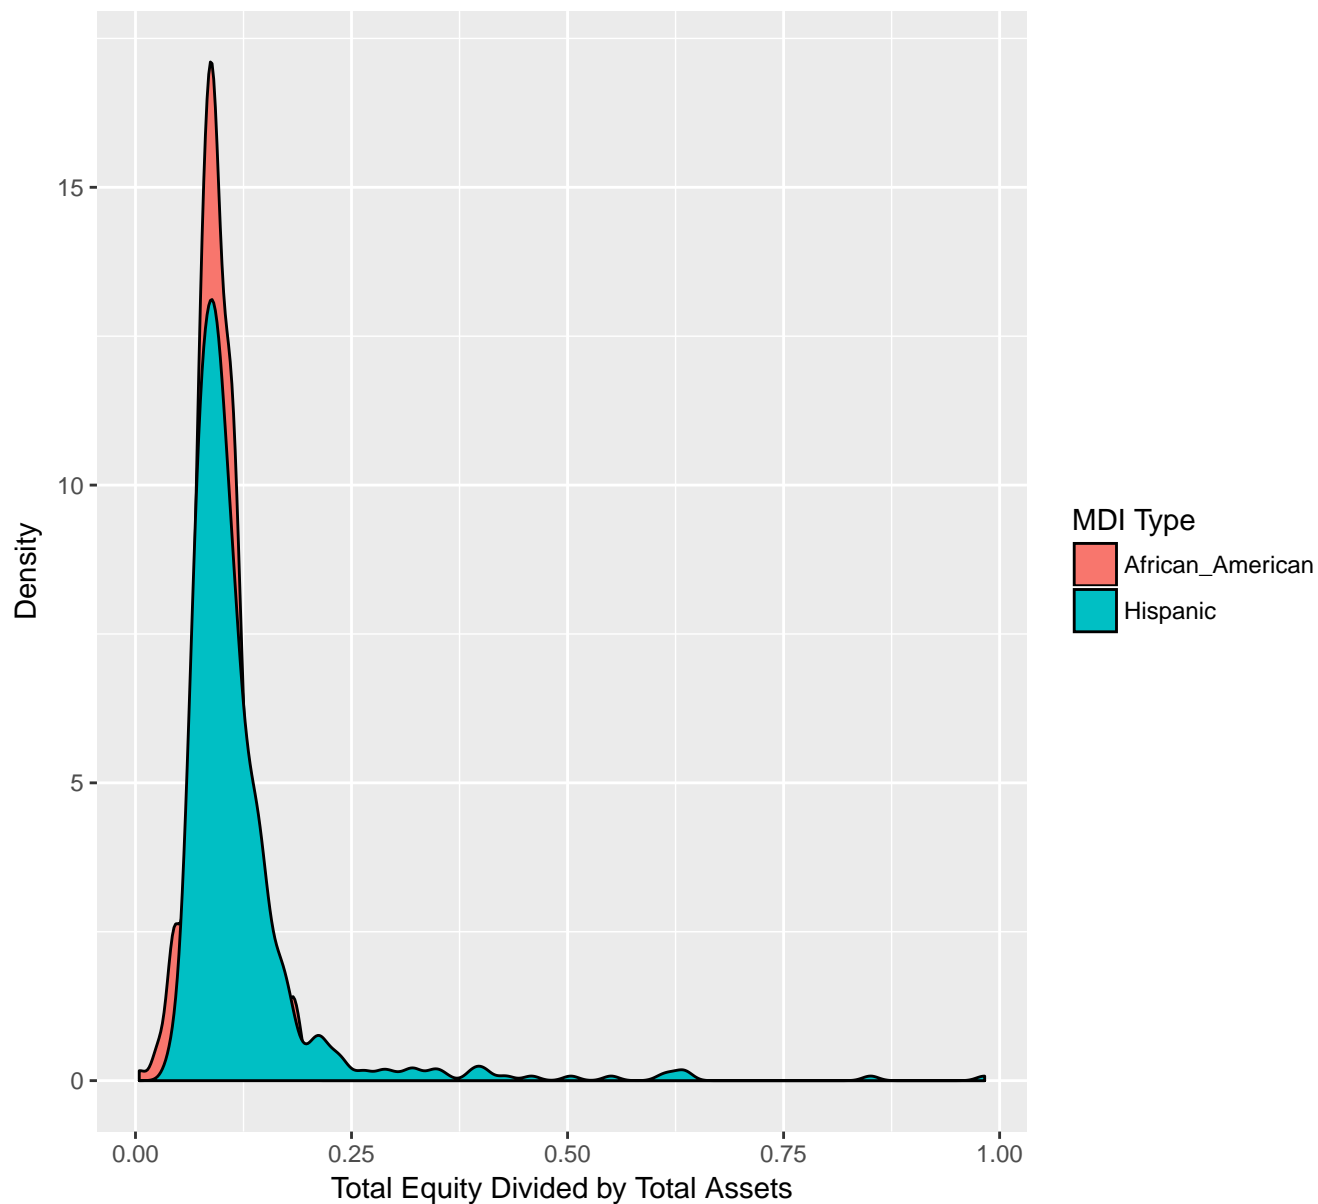 15
10
5
0
Density
0.00 0.25 0.50 0.75 1.00
Total Equity Divided by Total Assets
MDI Type
African_American
Hispanic